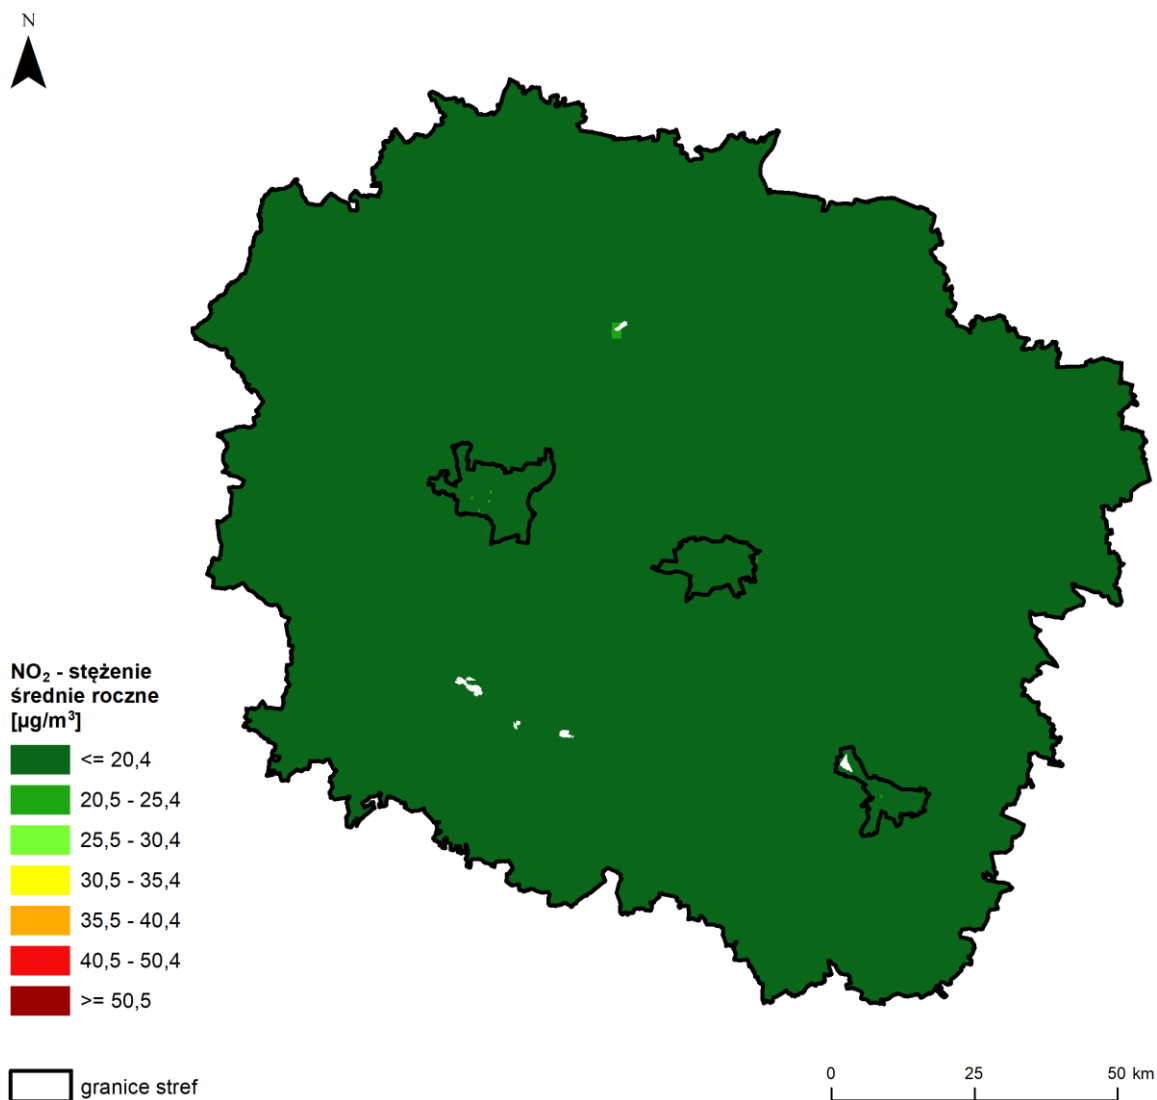 N
NO₂ - stężenie
średnie roczne
[µg/m³]
<= 20,4
20,5 - 25,4
25,5 - 30,4
30,5 - 35,4
35,5 - 40,4
40,5 - 50,4
>= 50,5
granice stref
0 25 50 km